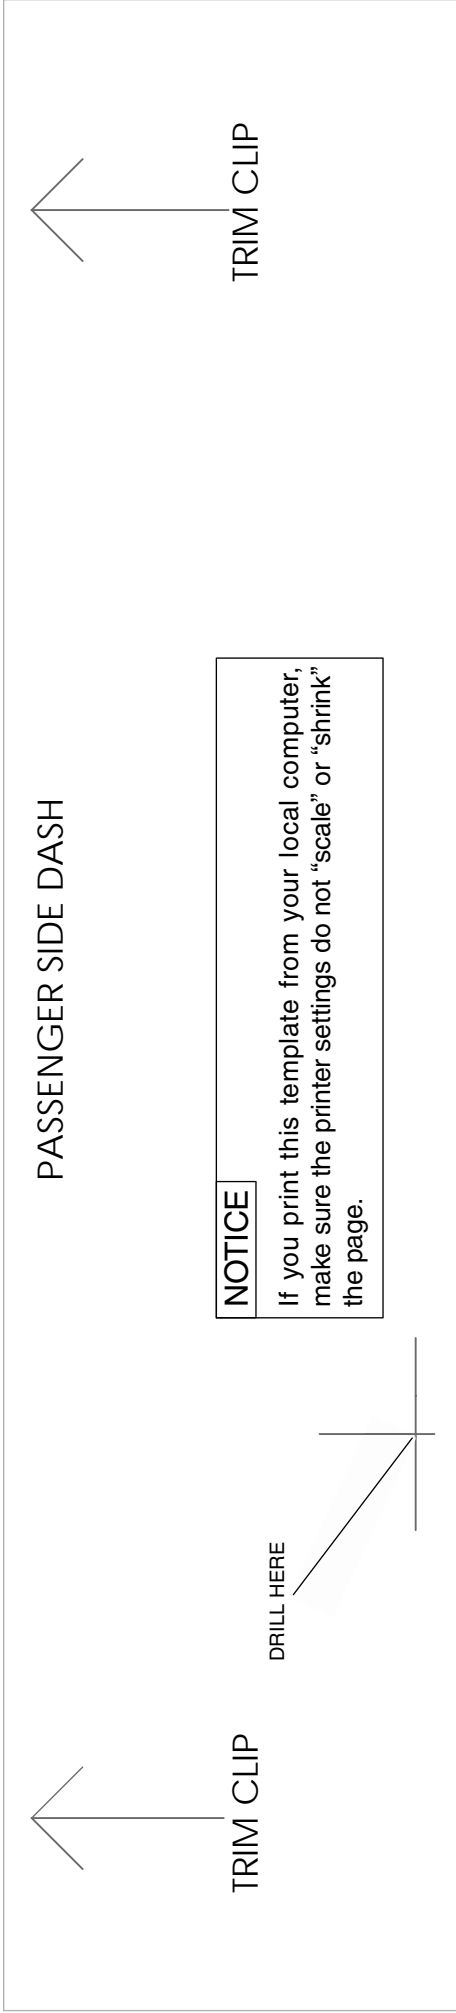 PASSENGER SIDE DASH
TRIM CLIP
DRILL HERE
NOTICE
If you print this template from your local computer,
make sure the printer settings do not “scale” or “shrink”
the page.
TRIM CLIP